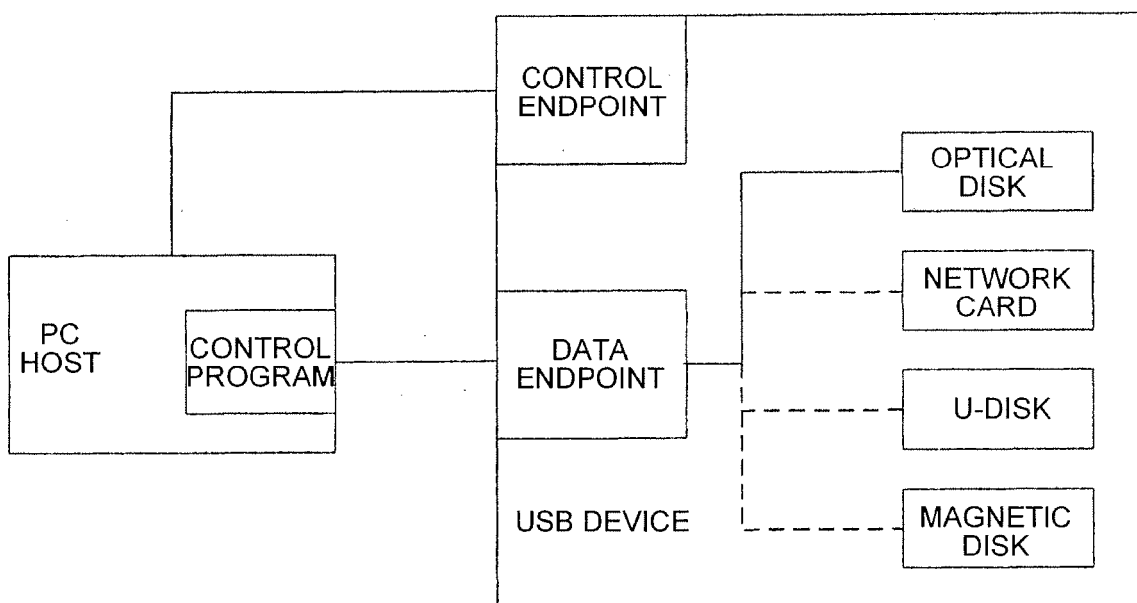 CONTROL
ENDPOINT
OPTICAL
DISK
NETWORK
CARD
PC
HOST
CONTROL
PROGRAM
DATA
ENDPOINT
U-DISK
USB DEVICE
MAGNETIC
DISK